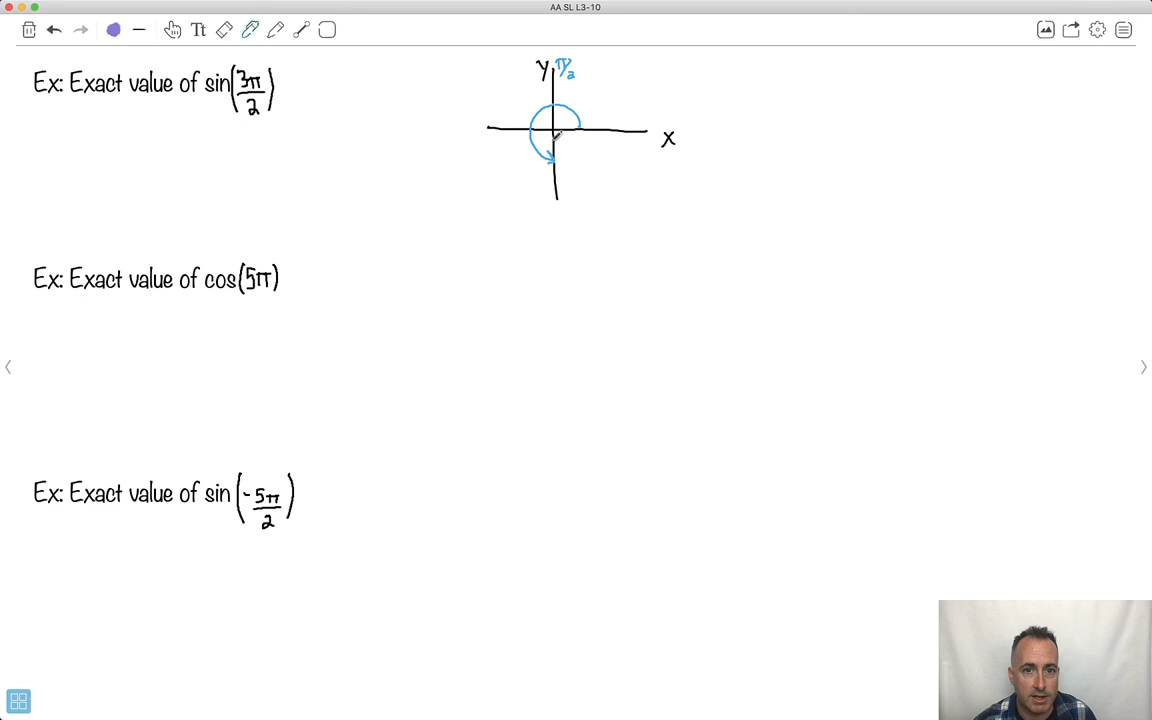 AA SL L3-10
Tt
Ex: Exact value of sin(3π/2)
y π/2
x
Ex: Exact value of cos(5π)
Ex: Exact value of sin(-5π/2)